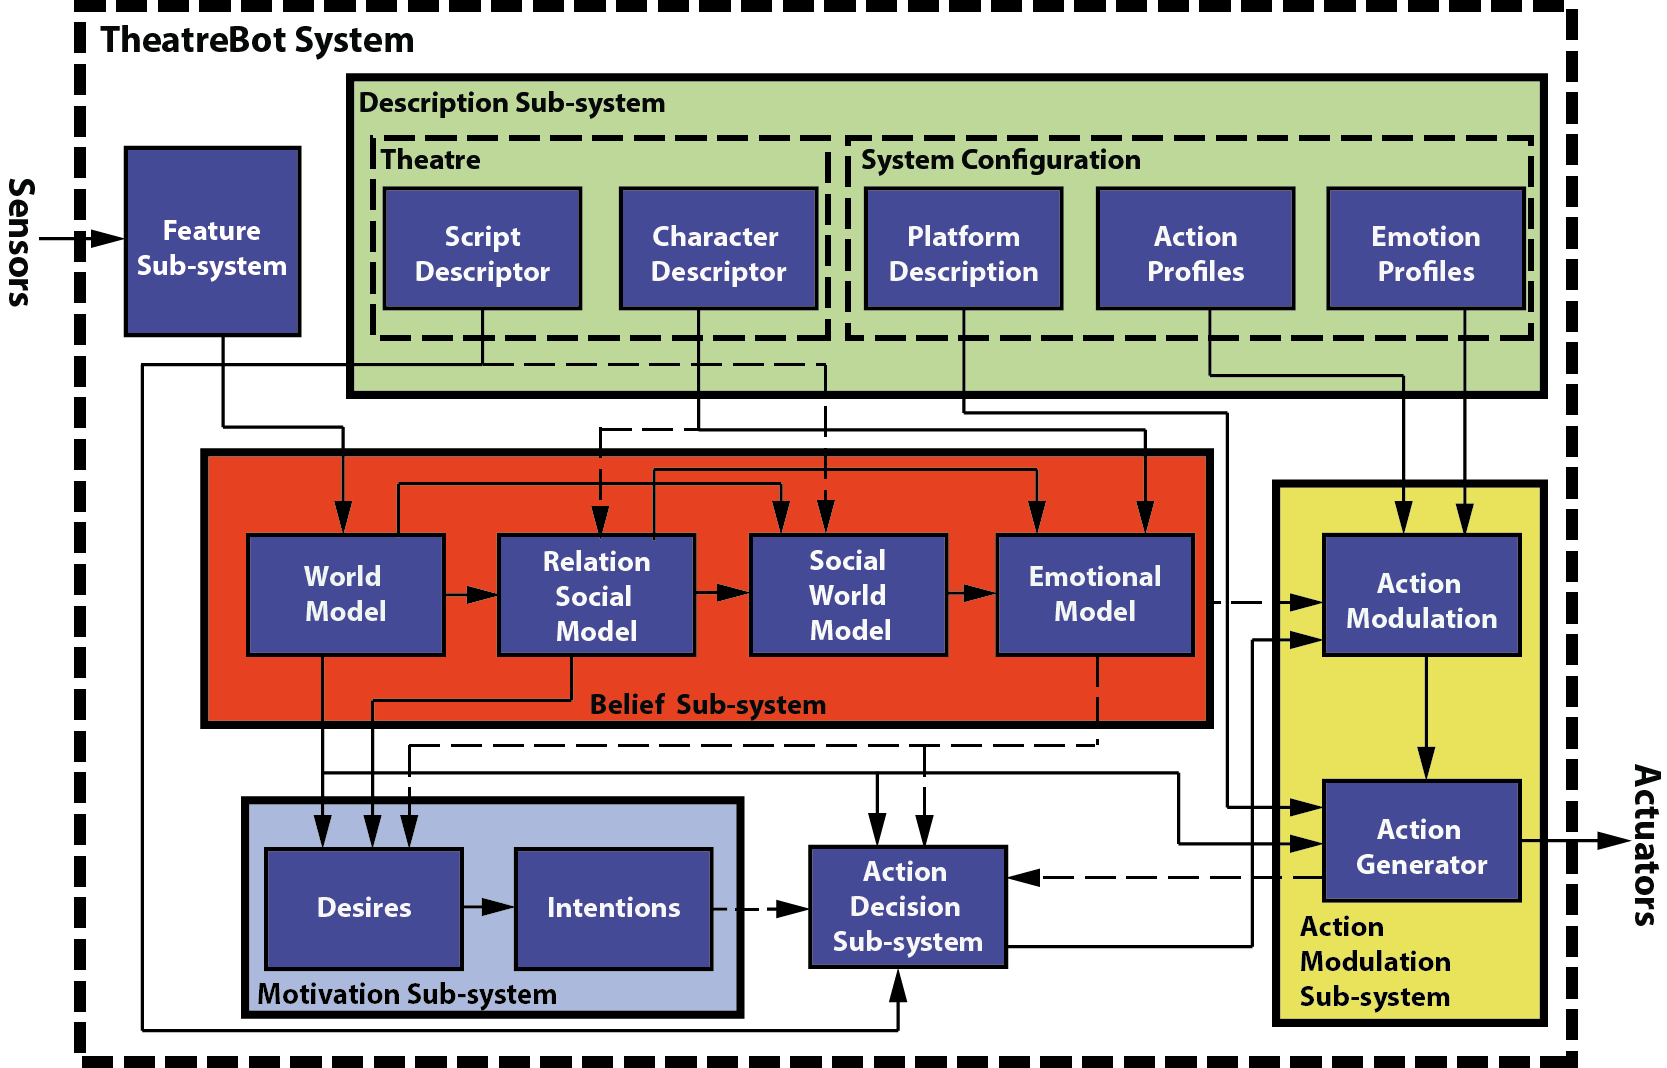 TheatreBot System
Description Sub-system
Theatre
System Configuration
Sensors
Feature
Sub-system
Script
Descriptor
Character
Descriptor
Platform
Description
Action
Profiles
Emotion
Profiles
World
Model
Relation
Social
Model
Social
World
Model
Emotional
Model
Action
Modulation
Belief Sub-system
Actuators
Action
Generator
Desires
Intentions
Action
Decision
Sub-system
Motivation Sub-system
Action
Modulation
Sub-system